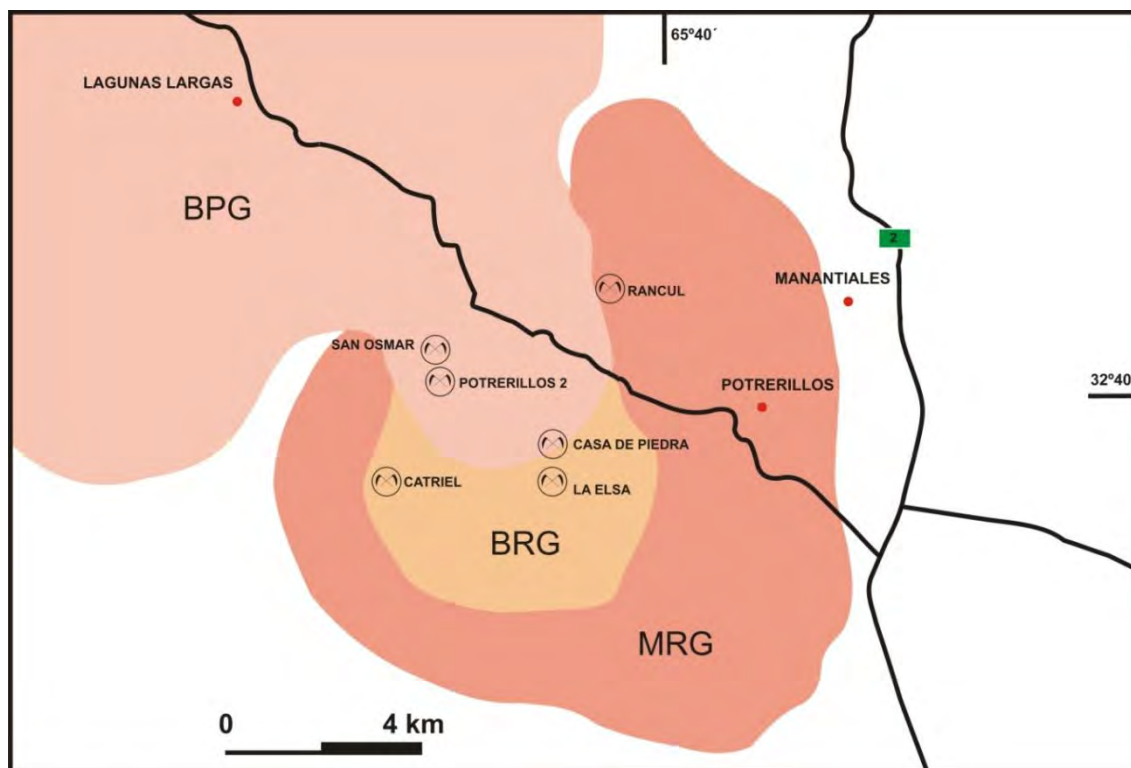 65º40´
LAGUNAS LARGAS
BPG
2
MANANTIALES
RANCUL
SAN OSMAR
POTRERILLOS 2
POTRERILLOS
32º40
CASA DE PIEDRA
CATRIEL
LA ELSA
BRG
MRG
0 4 km